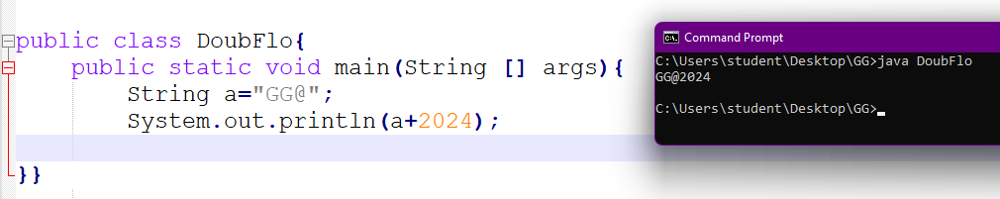 public class DoubFlo{
public static void main(String [] args){
String a="GG@";
System.out.println(a+2024);
}}
Command Prompt
C:\Users\student\Desktop\GG>java DoubFlo
GG@2024
C:\Users\student\Desktop\GG>